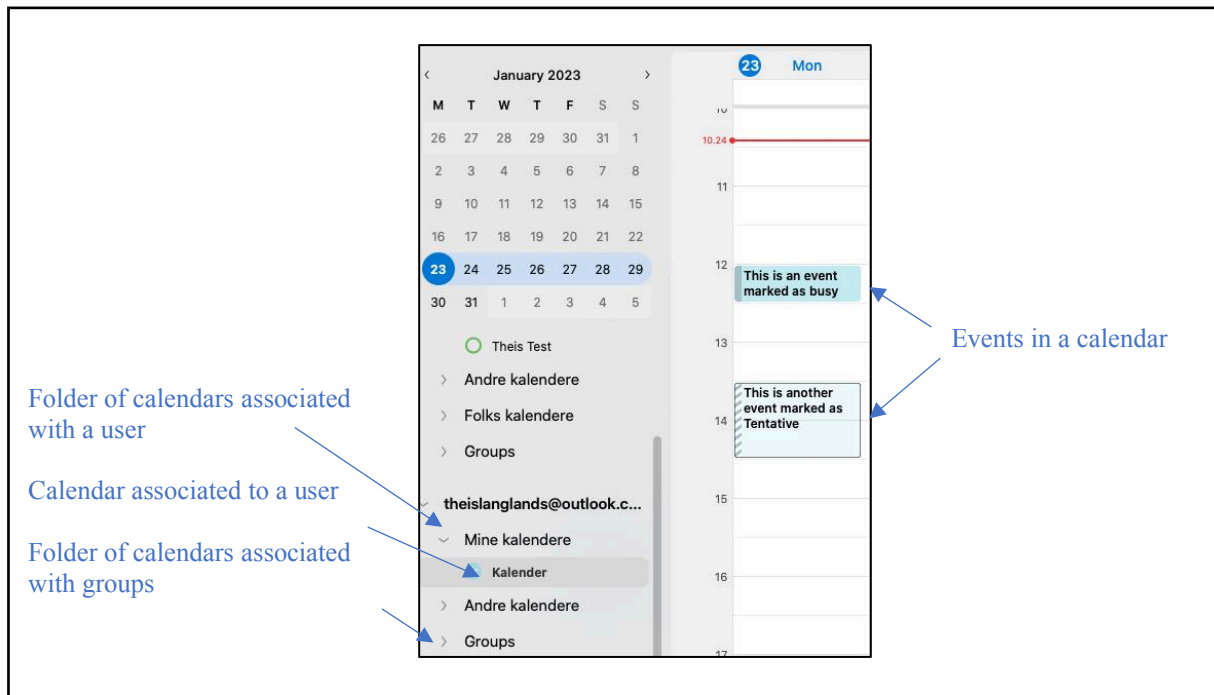 January 2023
M T W T F S S
26 27 28 29 30 31 1
2 3 4 5 6 7 8
9 10 11 12 13 14 15
16 17 18 19 20 21 22
23 24 25 26 27 28 29
30 31 1 2 3 4 5
Theis Test
Andre kalendere
Folks kalendere
Groups
theislanglands@outlook.c...
Mine kalendere
Kalender
Andre kalendere
Groups
23 Mon
10.24
11
12
This is an event
marked as busy
13
This is another
event marked as
Tentative
14
15
16
17
Events in a calendar
Folder of calendars associated
with a user
Calendar associated to a user
Folder of calendars associated
with groups